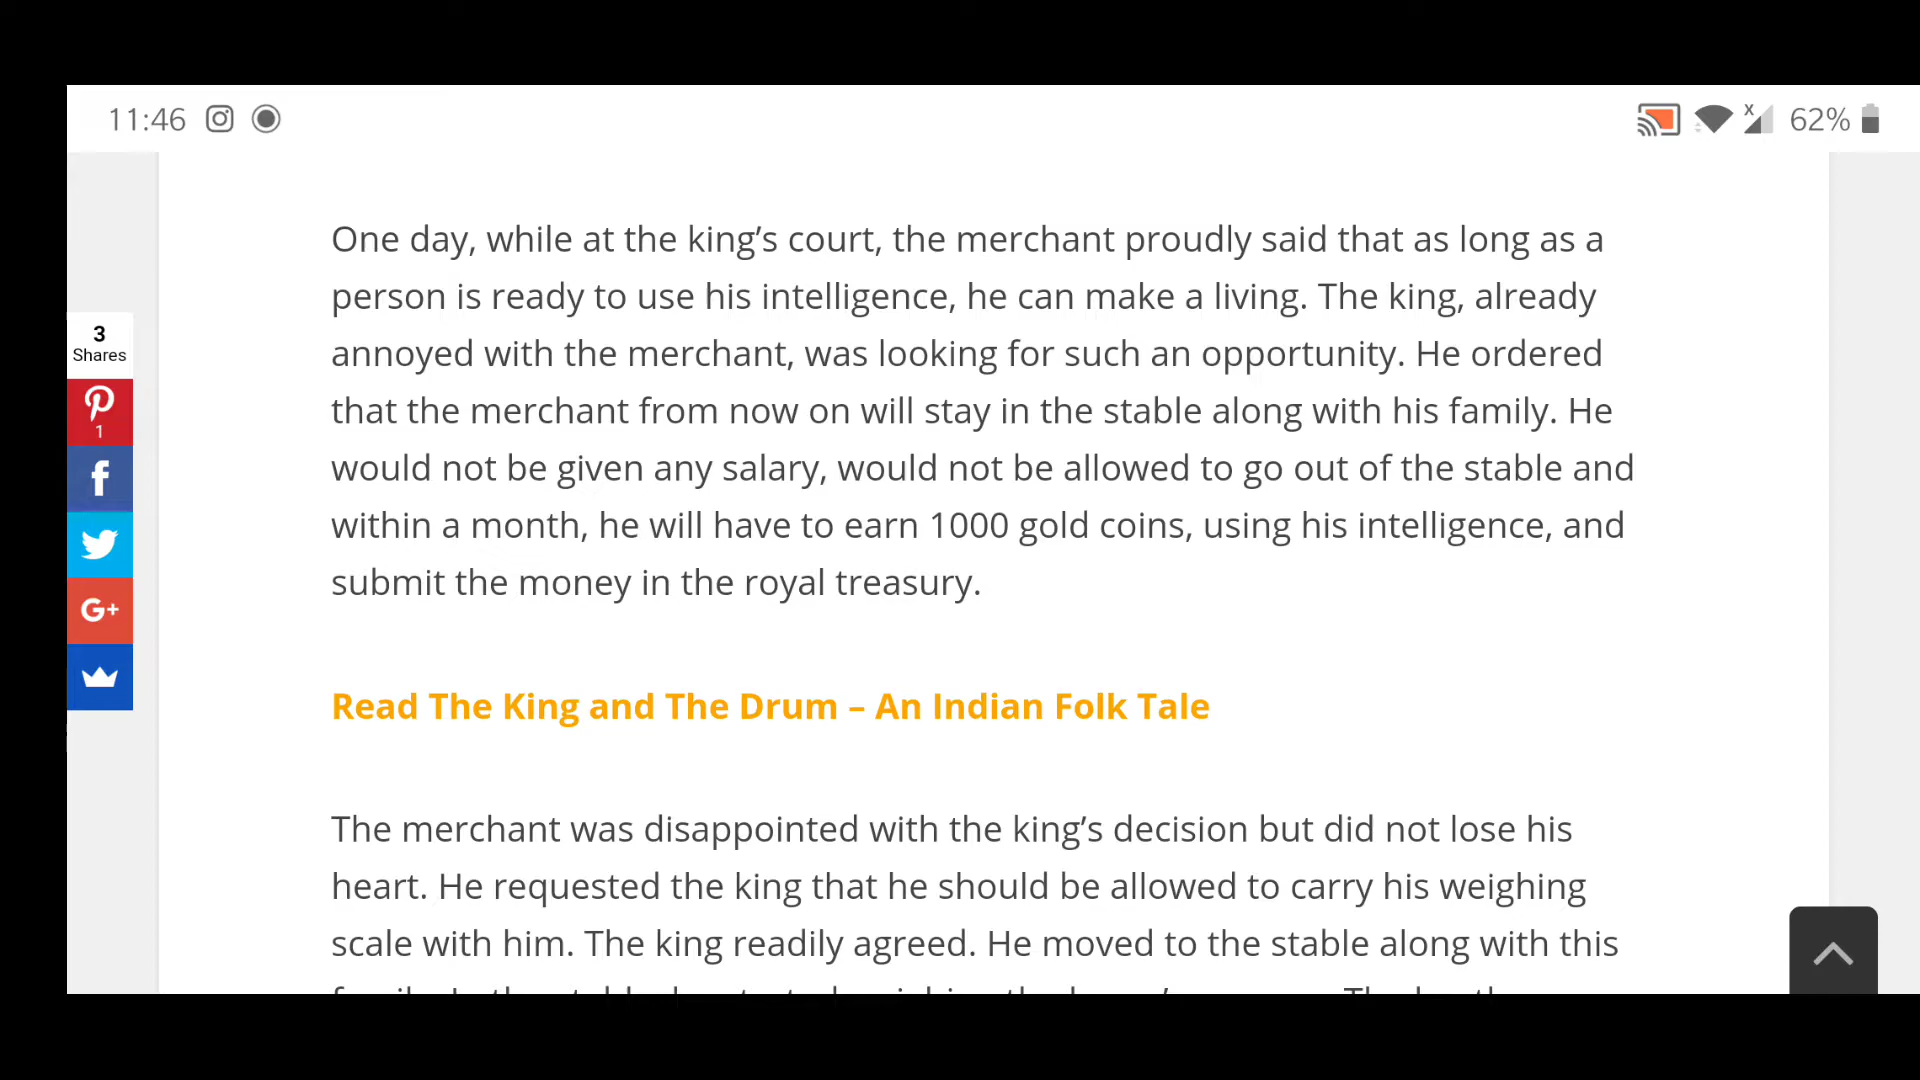 11:46
62%
One day, while at the king’s court, the merchant proudly said that as long as a
person is ready to use his intelligence, he can make a living. The king, already
annoyed with the merchant, was looking for such an opportunity. He ordered
that the merchant from now on will stay in the stable along with his family. He
would not be given any salary, would not be allowed to go out of the stable and
within a month, he will have to earn 1000 gold coins, using his intelligence, and
submit the money in the royal treasury.
3
Shares
1
G+
Read The King and The Drum – An Indian Folk Tale
The merchant was disappointed with the king’s decision but did not lose his
heart. He requested the king that he should be allowed to carry his weighing
scale with him. The king readily agreed. He moved to the stable along with this